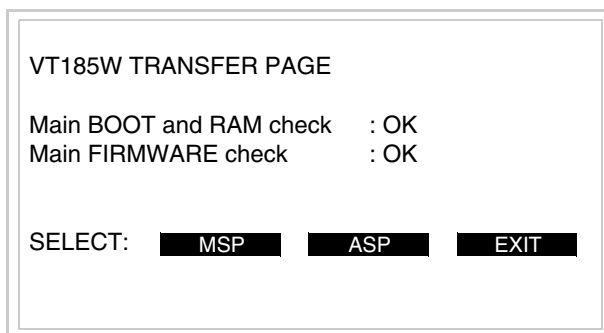 VT185W TRANSFER PAGE
Main BOOT and RAM check : OK
Main FIRMWARE check : OK
SELECT: MSP ASP EXIT